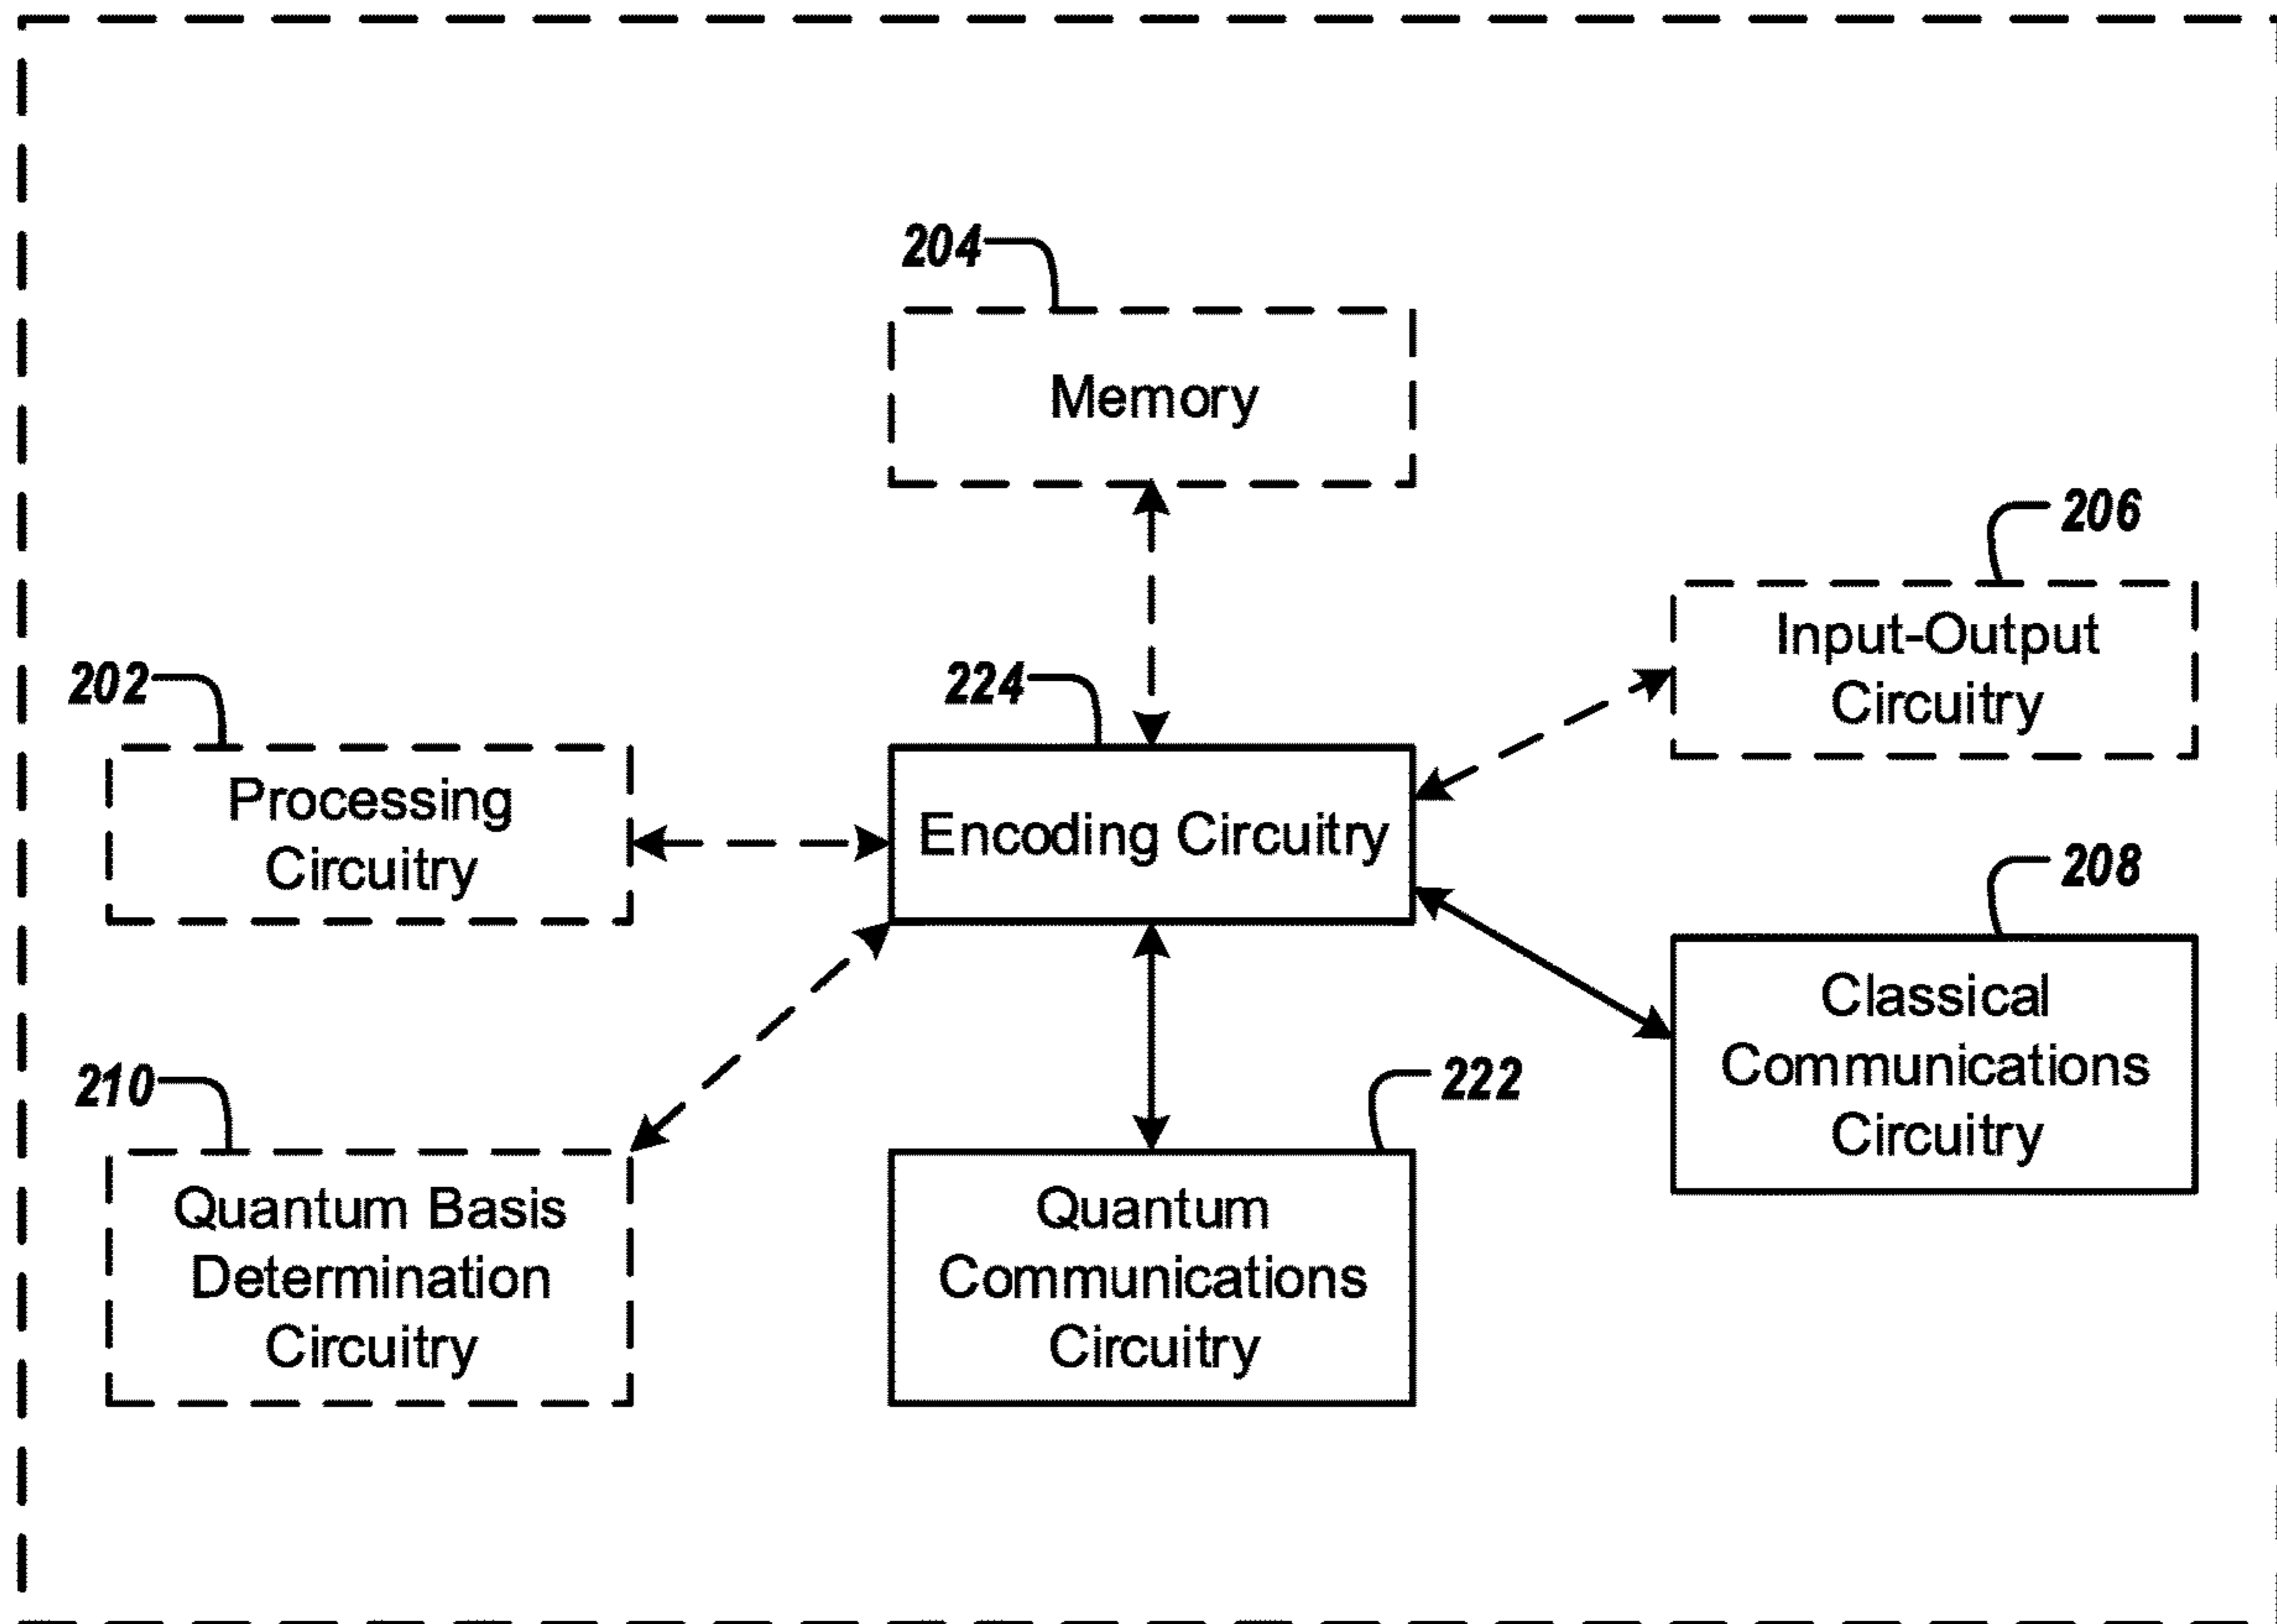 204
Memory
206
Input-Output
Circuitry
202
Processing
Circuitry
224
Encoding Circuitry
208
Classical
Communications
Circuitry
210
Quantum Basis
Determination
Circuitry
222
Quantum
Communications
Circuitry